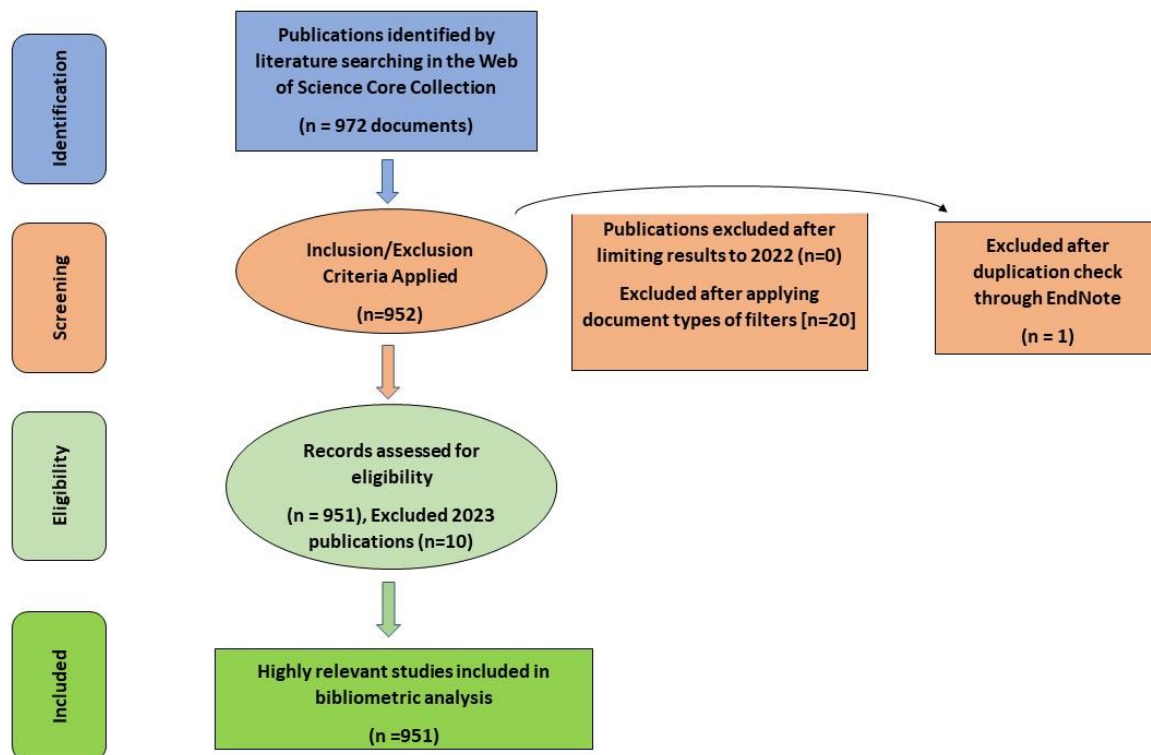 Identification
Publications identified by
literature searching in the Web
of Science Core Collection
(n = 972 documents)
Screening
Inclusion/Exclusion
Criteria Applied
(n=952)
Publications excluded after
limiting results to 2022 (n=0)
Excluded after applying
document types of filters [n=20]
Excluded after
duplication check
through EndNote
(n = 1)
Eligibility
Records assessed for
eligibility
(n = 951), Excluded 2023
publications (n=10)
Included
Highly relevant studies included in
bibliometric analysis
(n =951)